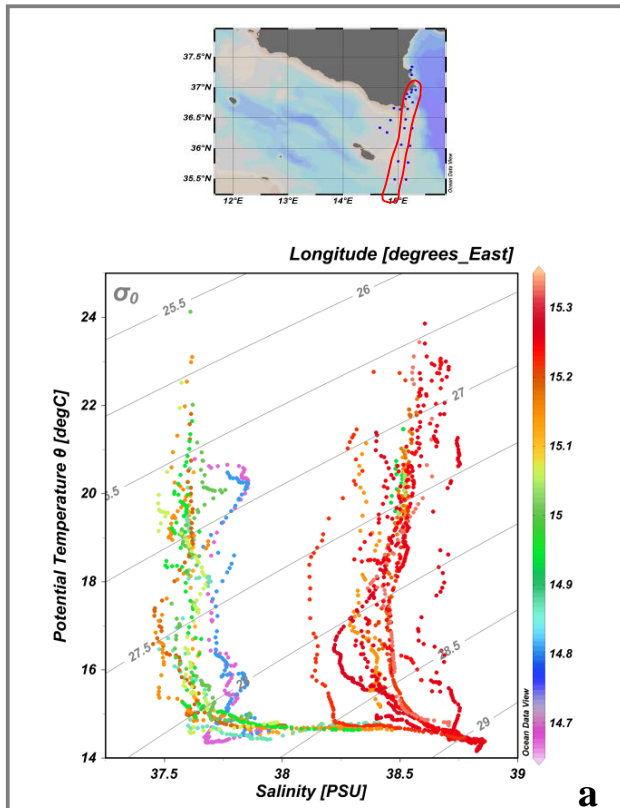 37.5°N
37°N
36.5°N
36°N
35.5°N
12°E 13°E 14°E 15°E
Ocean Data View
Longitude [degrees_East]
σ0
25.5
26
27
5.5
27.5
28
28.5
29
24
22
20
18
16
14
Potential Temperature θ [degC]
37.5 38 38.5 39
Salinity [PSU]
15.3
15.2
15.1
15
14.9
14.8
14.7
Ocean Data View
a